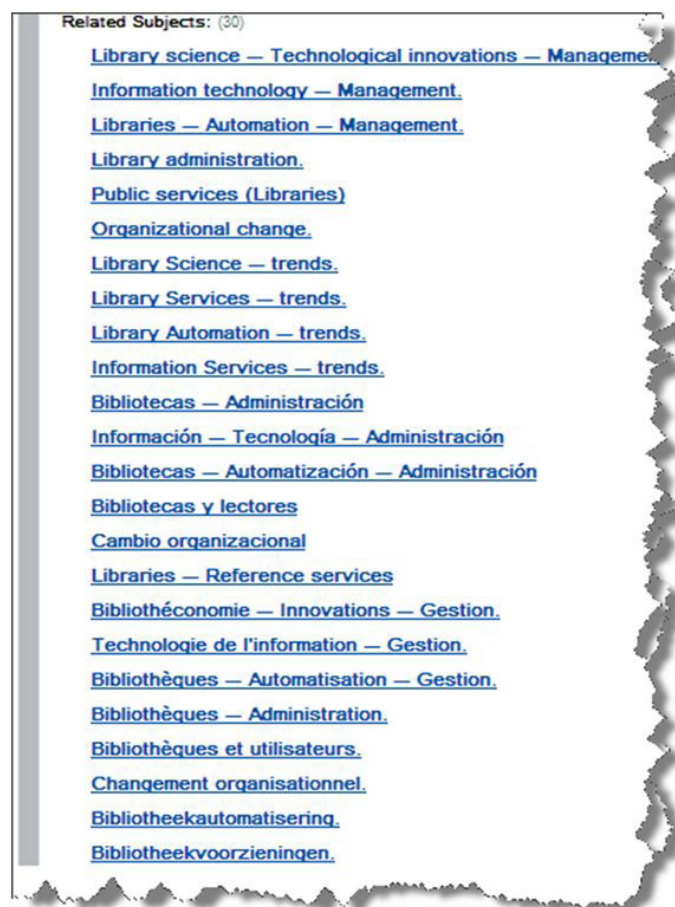 Related Subjects: (30)
Library science — Technological innovations —
Information technology — Management.
Libraries — Automation — Management.
Library administration.
Public services (Libraries)
Organizational change.
Library Science — trends.
Library Services — trends.
Library Automation — trends.
Information Services — trends.
Bibliotecas — Administración
Información — Tecnología — Administración
Bibliotecas — Automatización — Administración
Bibliotecas y lectores
Cambio organizacional
Libraries — Reference services
Bibliothéconomie — Innovations — Gestion.
Technologie de l'information — Gestion.
Bibliothèques — Automatisation — Gestion.
Bibliothèques — Administration.
Bibliothèques et utilisateurs.
Changement organisationnel.
Bibliotheekautomatisering.
Bibliotheekvoorzieningen.